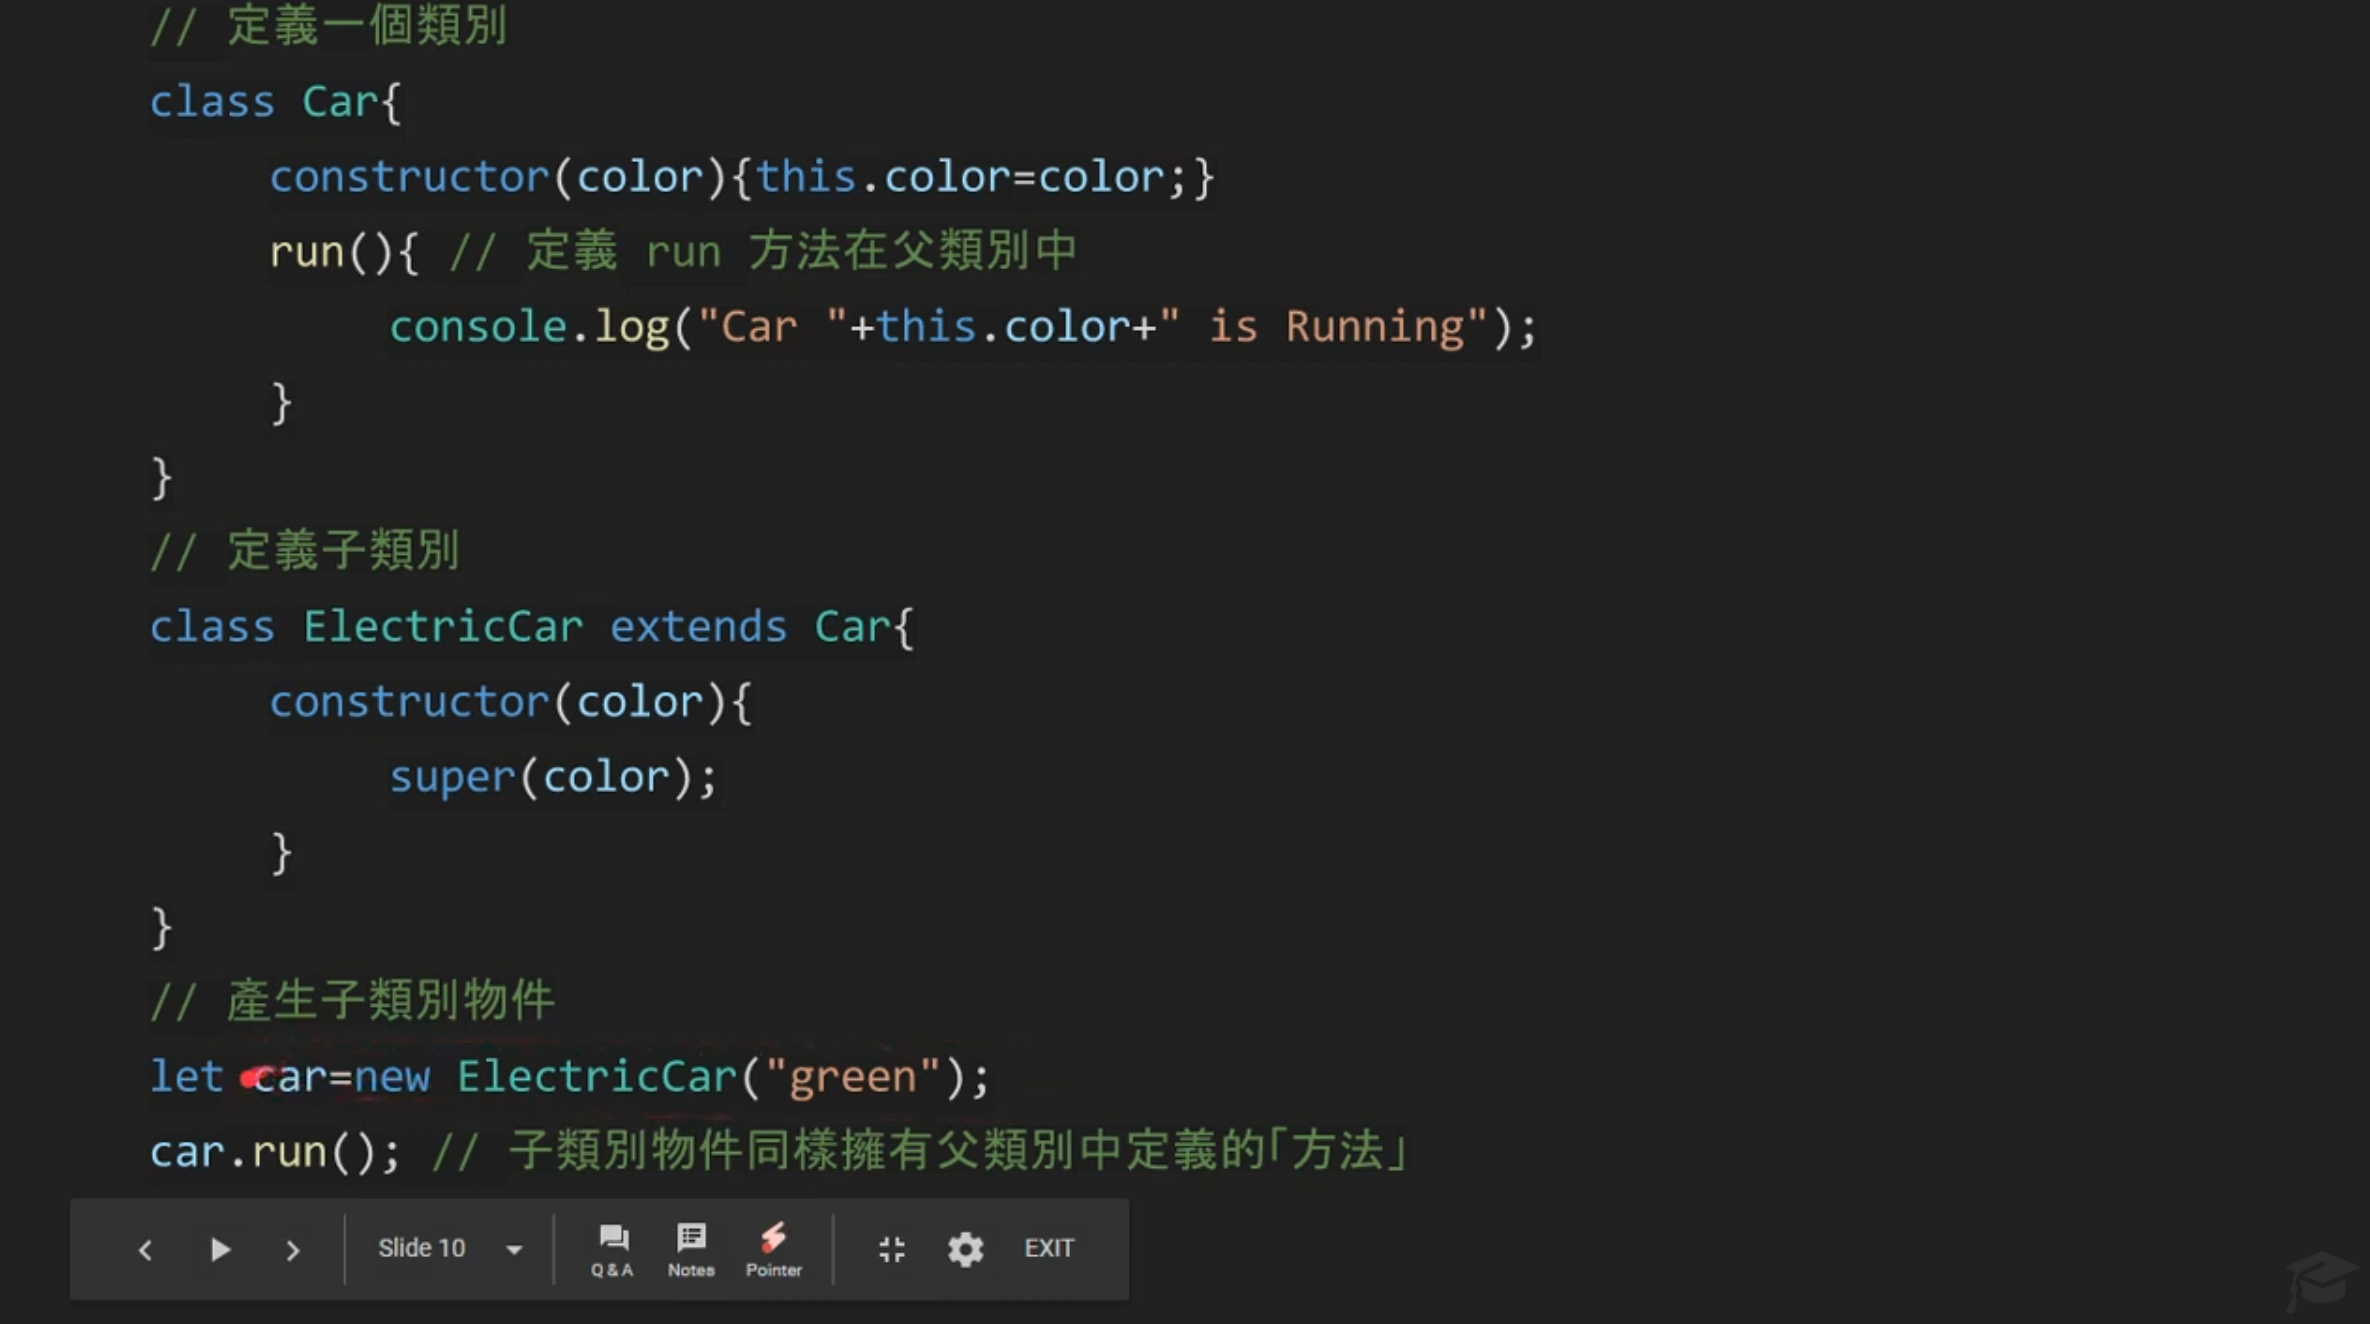 // 定義一個類別
class Car{
constructor(color){this.color=color;}
run(){ // 定義 run 方法在父類別中
console.log("Car "+this.color+" is Running");
}
}
// 定義子類別
class ElectricCar extends Car{
constructor(color){
super(color);
}
}
// 產生子類別物件
let car=new ElectricCar("green");
car.run(); // 子類別物件同樣擁有父類別中定義的「方法」
Slide 10
Q & A
Notes
Pointer
EXIT